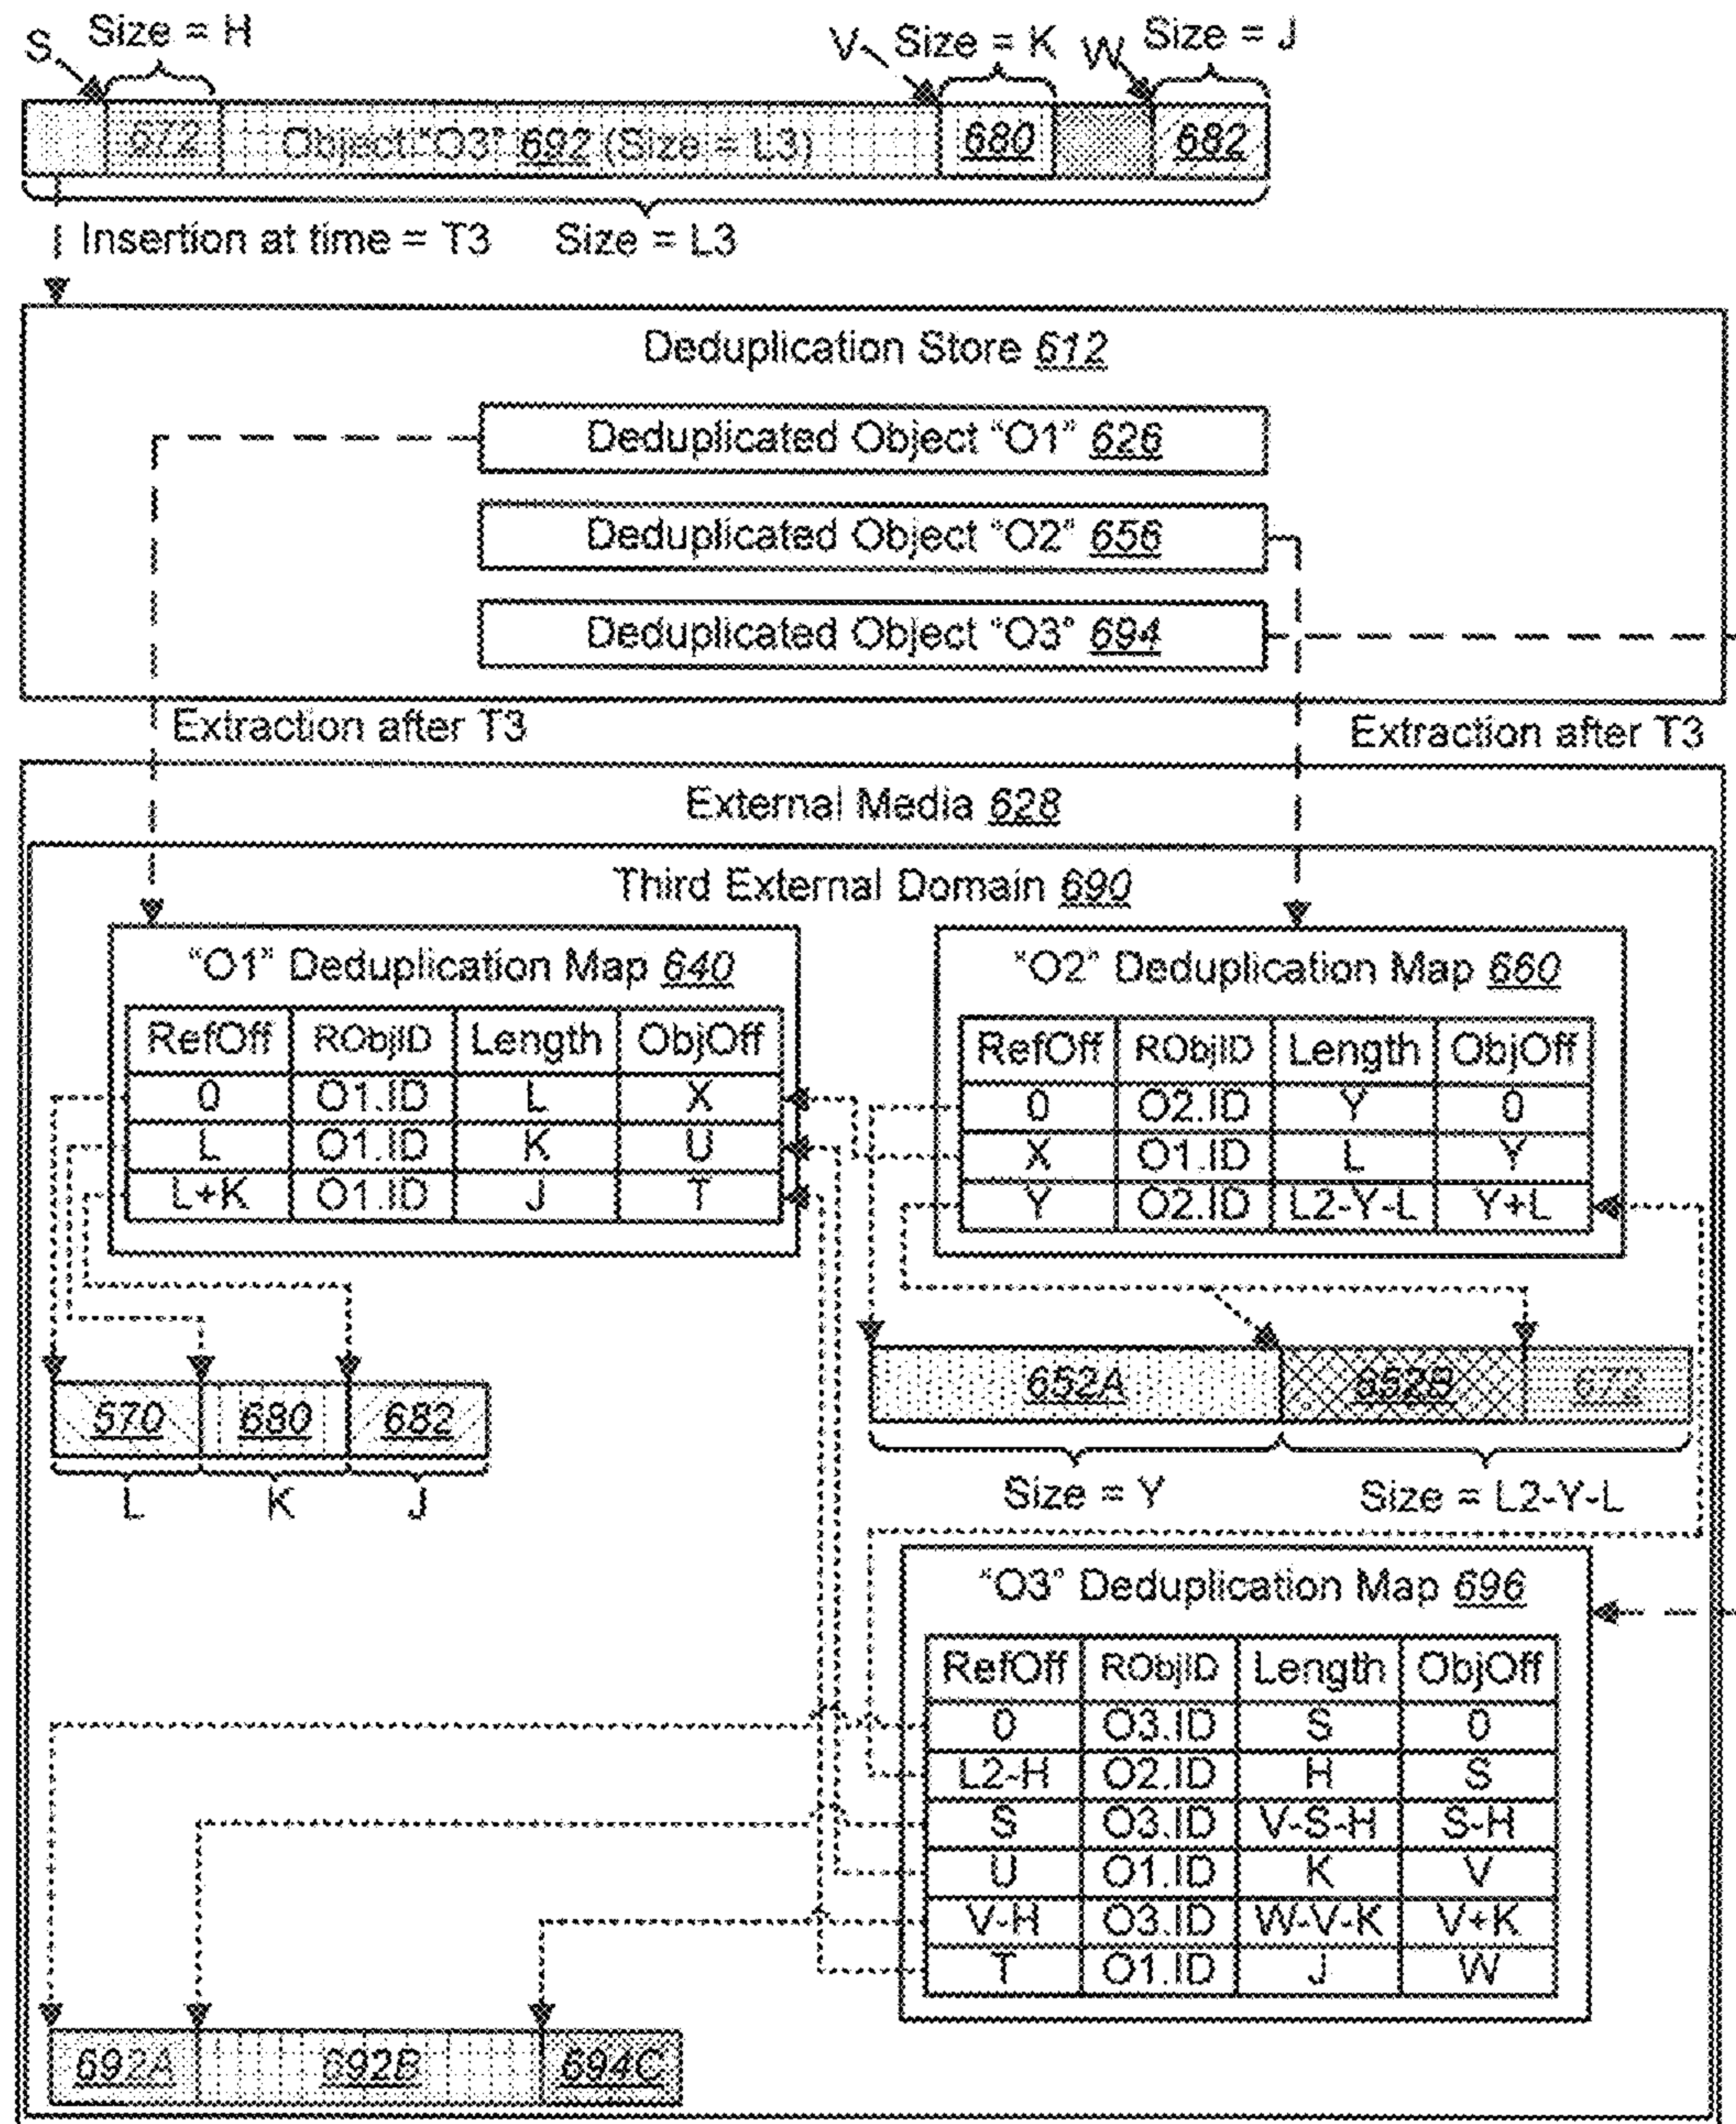 S Size = H V Size = K W Size = J
672 Object "O3" 692 (Size = L3) 680 682
Insertion at time = T3 Size = L3
Deduplication Store 612
Deduplicated Object "O1" 626
Deduplicated Object "O2" 656
Deduplicated Object "O3" 694
Extraction after T3 Extraction after T3
External Media 628
Third External Domain 690
"O1" Deduplication Map 640
RefOff RObjID Length ObjOff
0 O1.ID L X
L O1.ID K U
L+K O1.ID J T
"O2" Deduplication Map 660
RefOff RObjID Length ObjOff
0 O2.ID Y 0
X O1.ID L Y
Y O2.ID L2-Y-L Y+L
570 680 682
L K J
652A 652B 672
Size = Y Size = L2-Y-L
"O3" Deduplication Map 696
RefOff RObjID Length ObjOff
0 O3.ID S 0
L2-H O2.ID H S
S O3.ID V-S-H S-H
U O1.ID K V
V-H O3.ID W-V-K V+K
T O1.ID J W
692A 692B 694C